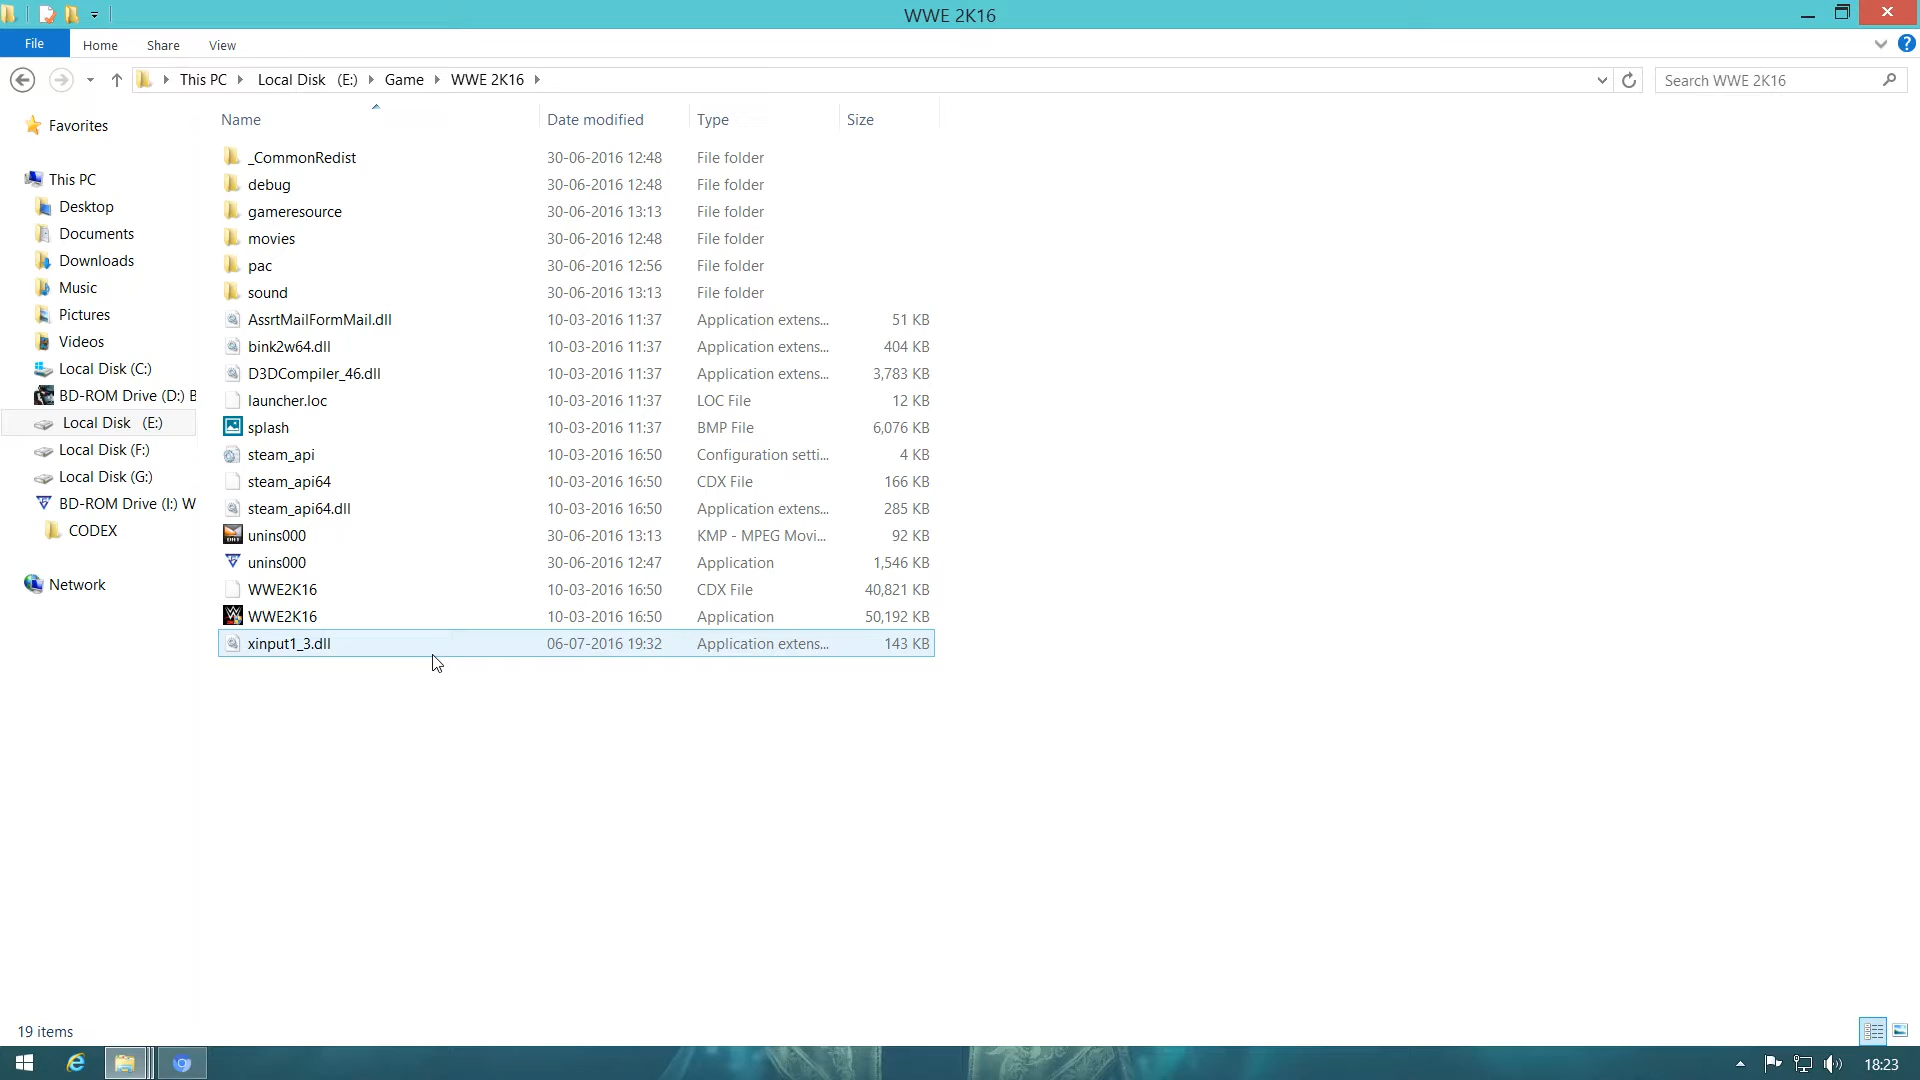 WWE 2K16
File Home Share View
This PC Local Disk (E:) Game WWE 2K16
Search WWE 2K16
Name Date modified Type Size
Favorites
This PC
Desktop
Documents
Downloads
Music
Pictures
Videos
Local Disk (C:)
BD-ROM Drive (D:) B
Local Disk (E:)
Local Disk (F:)
Local Disk (G:)
BD-ROM Drive (I:) W
CODEX
Network
_CommonRedist 30-06-2016 12:48 File folder
debug 30-06-2016 12:48 File folder
gameresource 30-06-2016 13:13 File folder
movies 30-06-2016 12:48 File folder
pac 30-06-2016 12:56 File folder
sound 30-06-2016 13:13 File folder
AssrtMailFormMail.dll 10-03-2016 11:37 Application extens... 51 KB
bink2w64.dll 10-03-2016 11:37 Application extens... 404 KB
D3DCompiler_46.dll 10-03-2016 11:37 Application extens... 3,783 KB
launcher.loc 10-03-2016 11:37 LOC File 12 KB
splash 10-03-2016 11:37 BMP File 6,076 KB
steam_api 10-03-2016 16:50 Configuration setti... 4 KB
steam_api64 10-03-2016 16:50 CDX File 166 KB
steam_api64.dll 10-03-2016 16:50 Application extens... 285 KB
unins000 30-06-2016 13:13 KMP - MPEG Movi... 92 KB
unins000 30-06-2016 12:47 Application 1,546 KB
WWE2K16 10-03-2016 16:50 CDX File 40,821 KB
WWE2K16 10-03-2016 16:50 Application 50,192 KB
xinput1_3.dll 06-07-2016 19:32 Application extens... 143 KB
19 items
18:23